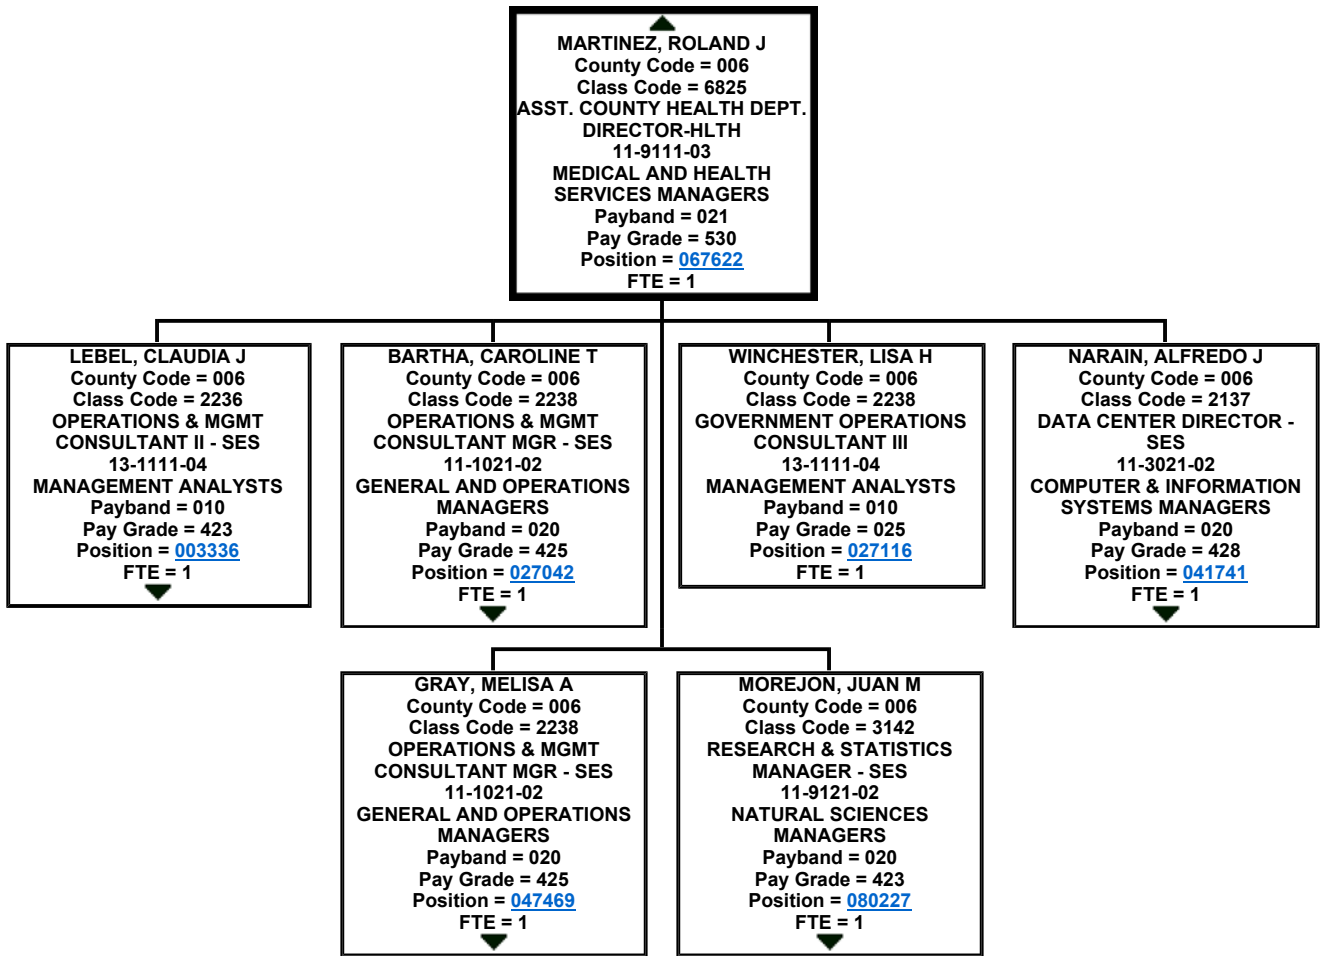 MARTINEZ, ROLAND J
County Code = 006
Class Code = 6825
ASST. COUNTY HEALTH DEPT.
DIRECTOR-HLTH
11-9111-03
MEDICAL AND HEALTH
SERVICES MANAGERS
Payband = 021
Pay Grade = 530
Position = 067622
FTE = 1
LEBEL, CLAUDIA J
County Code = 006
Class Code = 2236
OPERATIONS & MGMT
CONSULTANT II - SES
13-1111-04
MANAGEMENT ANALYSTS
Payband = 010
Pay Grade = 423
Position = 003336
FTE = 1
BARTHA, CAROLINE T
County Code = 006
Class Code = 2238
OPERATIONS & MGMT
CONSULTANT MGR - SES
11-1021-02
GENERAL AND OPERATIONS
MANAGERS
Payband = 020
Pay Grade = 425
Position = 027042
FTE = 1
WINCHESTER, LISA H
County Code = 006
Class Code = 2238
GOVERNMENT OPERATIONS
CONSULTANT III
13-1111-04
MANAGEMENT ANALYSTS
Payband = 010
Pay Grade = 025
Position = 027116
FTE = 1
NARAIN, ALFREDO J
County Code = 006
Class Code = 2137
DATA CENTER DIRECTOR -
SES
11-3021-02
COMPUTER & INFORMATION
SYSTEMS MANAGERS
Payband = 020
Pay Grade = 428
Position = 041741
FTE = 1
GRAY, MELISA A
County Code = 006
Class Code = 2238
OPERATIONS & MGMT
CONSULTANT MGR - SES
11-1021-02
GENERAL AND OPERATIONS
MANAGERS
Payband = 020
Pay Grade = 425
Position = 047469
FTE = 1
MOREJON, JUAN M
County Code = 006
Class Code = 3142
RESEARCH & STATISTICS
MANAGER - SES
11-9121-02
NATURAL SCIENCES
MANAGERS
Payband = 020
Pay Grade = 423
Position = 080227
FTE = 1